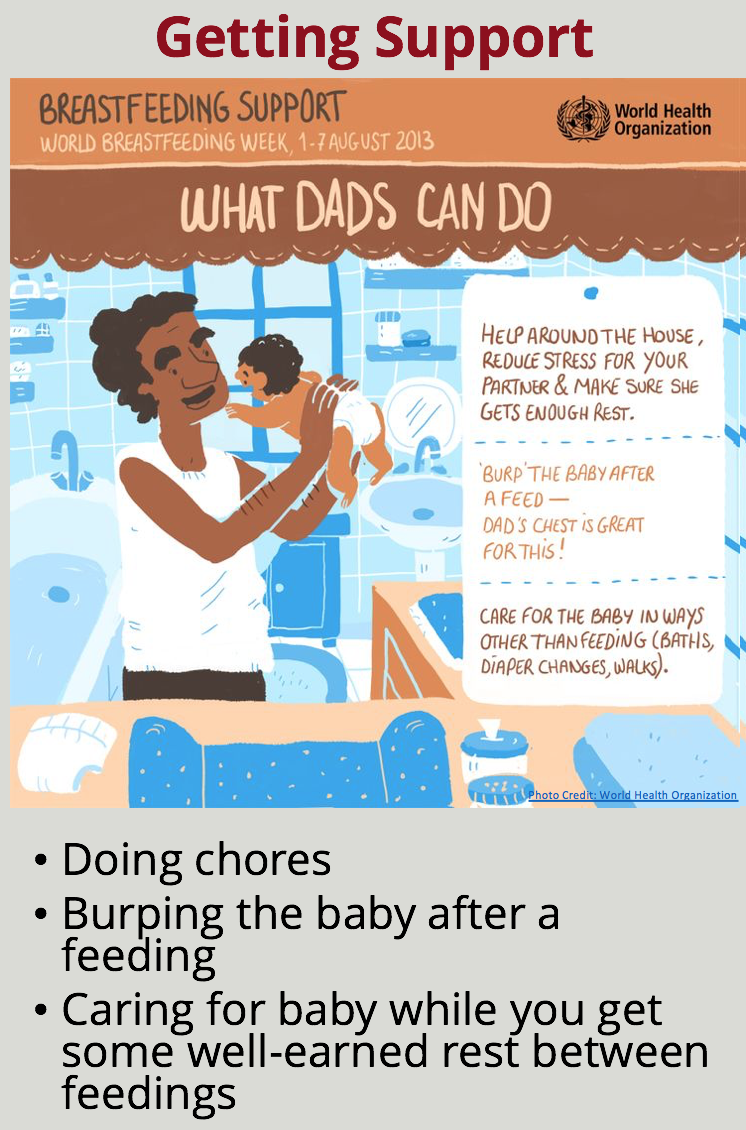 Getting Support
BREASTFEEDING SUPPORT
WORLD BREASTFEEDING WEEK, 1-7 AUGUST 2013
World Health
Organization
WHAT DADS CAN DO
HELP AROUND THE HOUSE,
REDUCE STRESS FOR YOUR
PARTNER & MAKE SURE SHE
GETS ENOUGH REST.
'BURP' THE BABY AFTER
A FEED —
DAD'S CHEST IS GREAT
FOR THIS!
CARE FOR THE BABY IN WAYS
OTHER THAN FEEDING (BATHS,
DIAPER CHANGES, WALKS).
Photo Credit: World Health Organization
• Doing chores
• Burping the baby after a
feeding
• Caring for baby while you get
some well-earned rest between
feedings